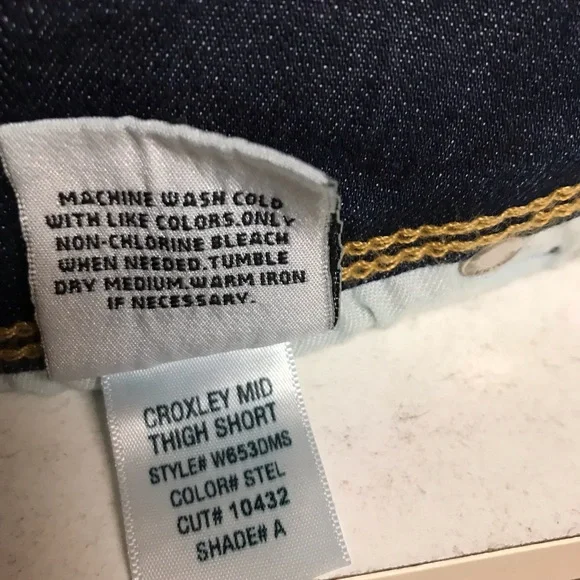 MACHINE WASH COLD
WITH LIKE COLORS.ONLY
NON-CHLORINE BLEACH
WHEN NEEDED.TUMBLE
DRY MEDIUM.WARM IRON
IF NECESSARY.
CROXLEY MID
THIGH SHORT
STYLE# W653DMS
COLOR# STEL
CUT# 10432
SHADE# A